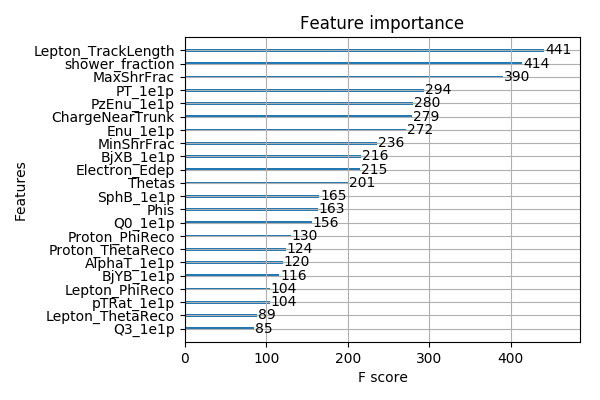 Feature importance
Lepton_TrackLength 441
shower_fraction 414
MaxShrFrac 390
PT_1e1p 294
PzEnu_1e1p 280
ChargeNearTrunk 279
Enu_1e1p 272
MinShrFrac 236
BjXB_1e1p 216
Electron_Edep 215
Thetas 201
SphB_1e1p 165
Phis 163
Q0_1e1p 156
Proton_PhiReco 130
Proton_ThetaReco 124
AlphaT_1e1p 120
BjYB_1e1p 116
Lepton_PhiReco 104
pTRat_1e1p 104
Lepton_ThetaReco 89
Q3_1e1p 85
Features
0 100 200 300 400
F score